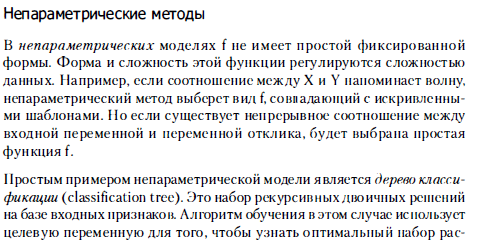 Непараметрические методы
В непараметрических моделях f не имеет простой фиксированной
формы. Форма и сложность этой функции регулируются сложностью
данных. Например, если соотношение между X и Y напоминает волну,
непараметрический метод выберет вид f, совпадающий с искривленны-
ми шаблонами. Но если существует непрерывное соотношение между
входной переменной и переменной отклика, будет выбрана простая
функция f.
Простым примером непараметрической модели является дерево класси-
фикации (classification tree). Это набор рекурсивных двоичных решений
на базе входных признаков. Алгоритм обучения в этом случае использует
целевую переменную для того, чтобы узнать оптимальный набор рас-